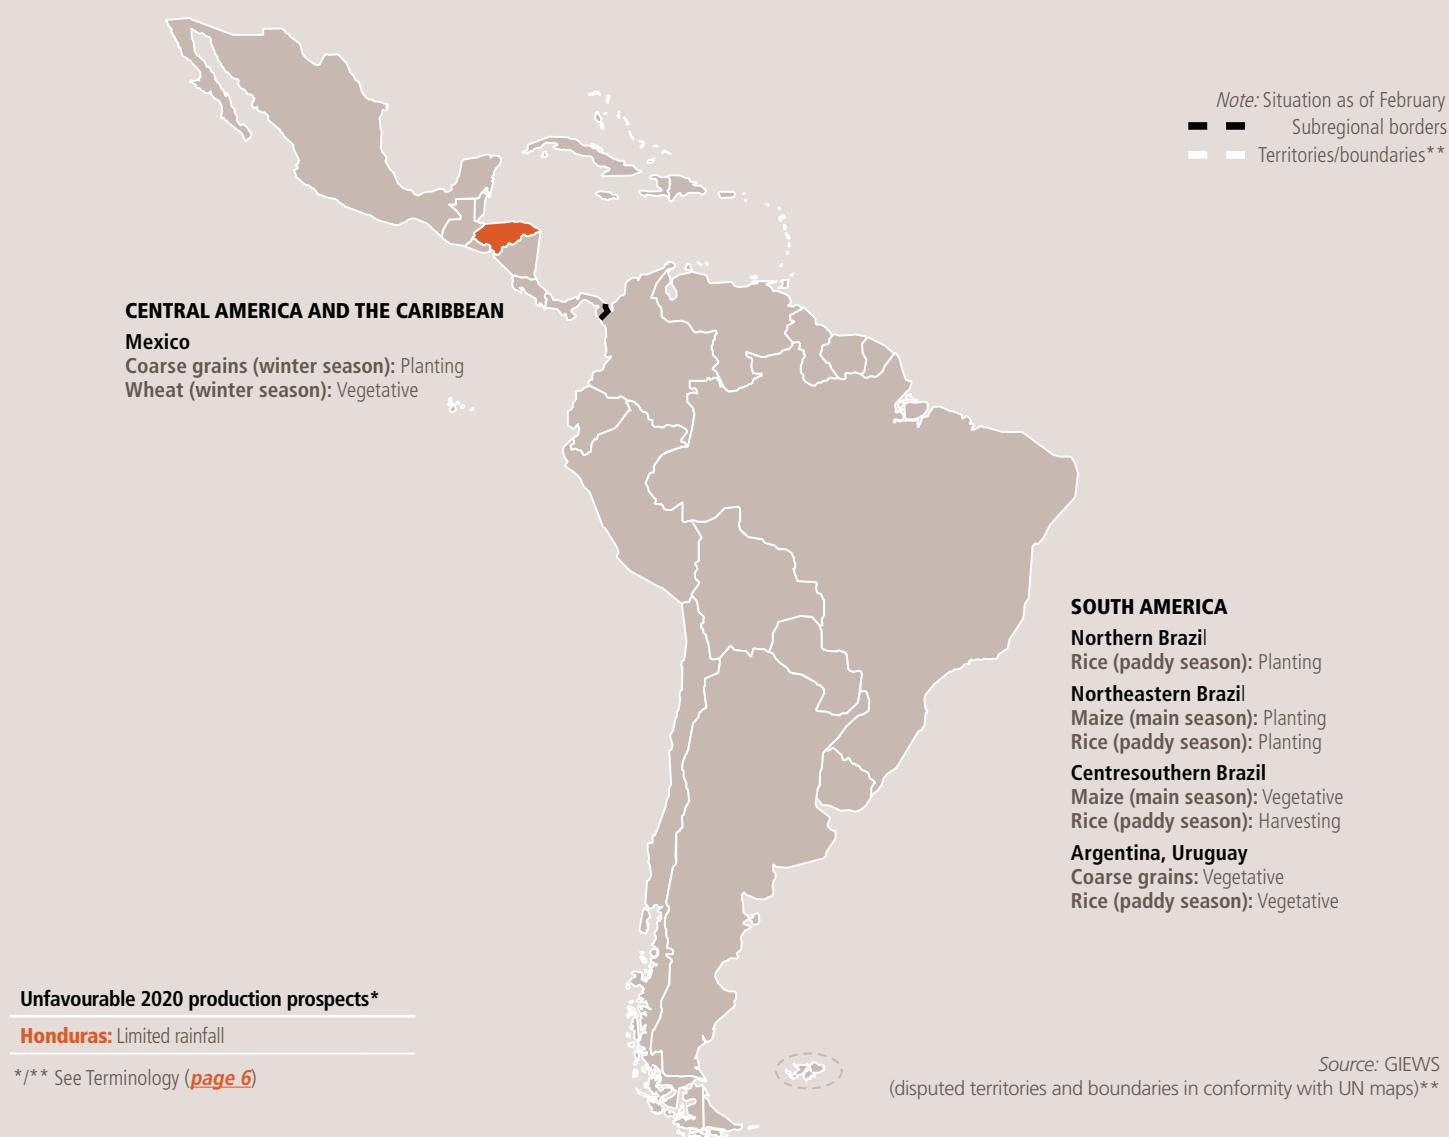 Note: Situation as of February
Subregional borders
Territories/boundaries**
CENTRAL AMERICA AND THE CARIBBEAN
Mexico
Coarse grains (winter season): Planting
Wheat (winter season): Vegetative
SOUTH AMERICA
Northern Brazil
Rice (paddy season): Planting
Northeastern Brazil
Maize (main season): Planting
Rice (paddy season): Planting
Centresouthern Brazil
Maize (main season): Vegetative
Rice (paddy season): Harvesting
Argentina, Uruguay
Coarse grains: Vegetative
Rice (paddy season): Vegetative
Unfavourable 2020 production prospects*
Honduras: Limited rainfall
*/** See Terminology (page 6)
Source: GIEWS
(disputed territories and boundaries in conformity with UN maps)**